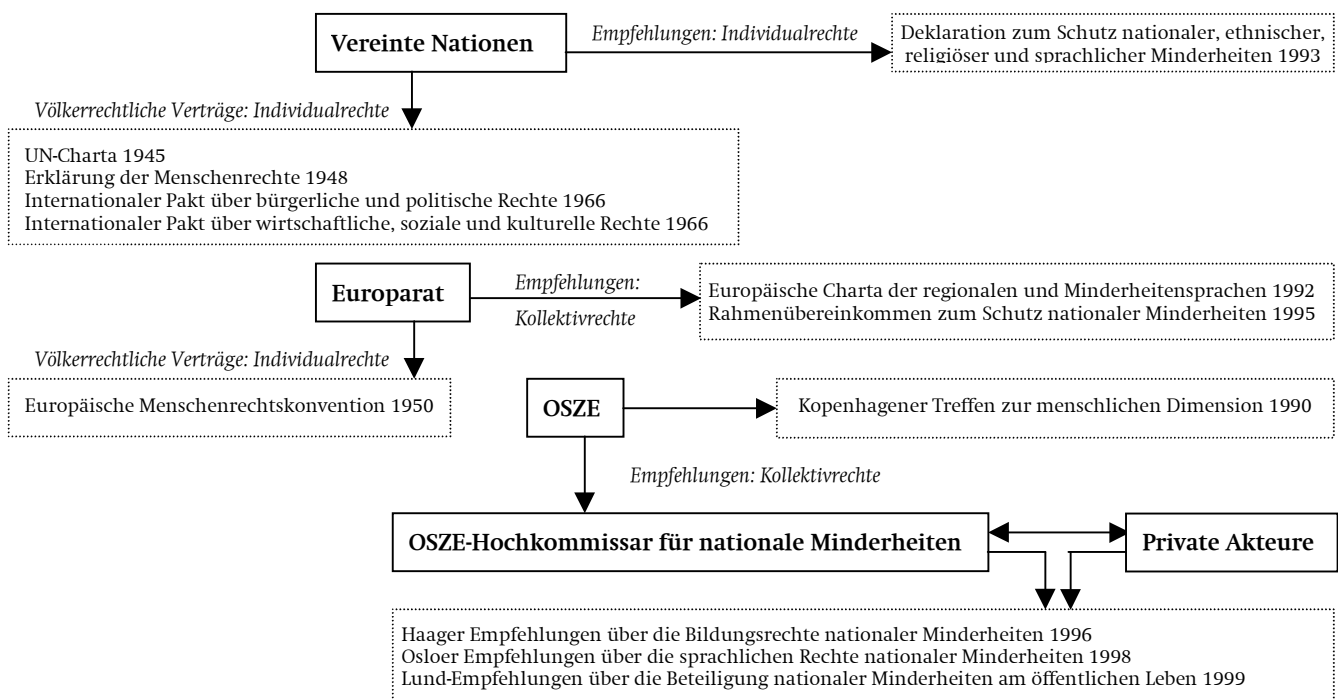 Vereinte Nationen
Empfehlungen: Individualrechte
Deklaration zum Schutz nationaler, ethnischer,
religiöser und sprachlicher Minderheiten 1993
Völkerrechtliche Verträge: Individualrechte
UN-Charta 1945
Erklärung der Menschenrechte 1948
Internationaler Pakt über bürgerliche und politische Rechte 1966
Internationaler Pakt über wirtschaftliche, soziale und kulturelle Rechte 1966
Europarat
Empfehlungen:
Kollektivrechte
Europäische Charta der regionalen und Minderheitensprachen 1992
Rahmenübereinkommen zum Schutz nationaler Minderheiten 1995
Völkerrechtliche Verträge: Individualrechte
Europäische Menschenrechtskonvention 1950
OSZE
Kopenhagener Treffen zur menschlichen Dimension 1990
Empfehlungen: Kollektivrechte
OSZE-Hochkommissar für nationale Minderheiten
Private Akteure
Haager Empfehlungen über die Bildungsrechte nationaler Minderheiten 1996
Osloer Empfehlungen über die sprachlichen Rechte nationaler Minderheiten 1998
Lund-Empfehlungen über die Beteiligung nationaler Minderheiten am öffentlichen Leben 1999